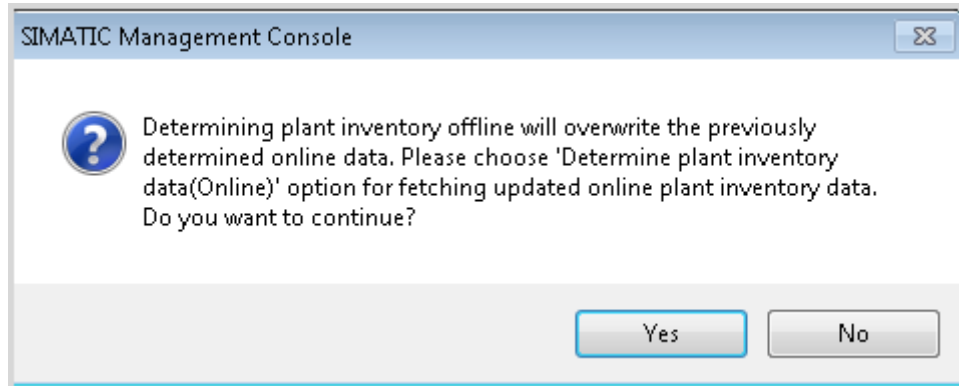 SIMATIC Management Console
Determining plant inventory offline will overwrite the previously
determined online data. Please choose 'Determine plant inventory
data(Online)' option for fetching updated online plant inventory data.
Do you want to continue?
Yes No